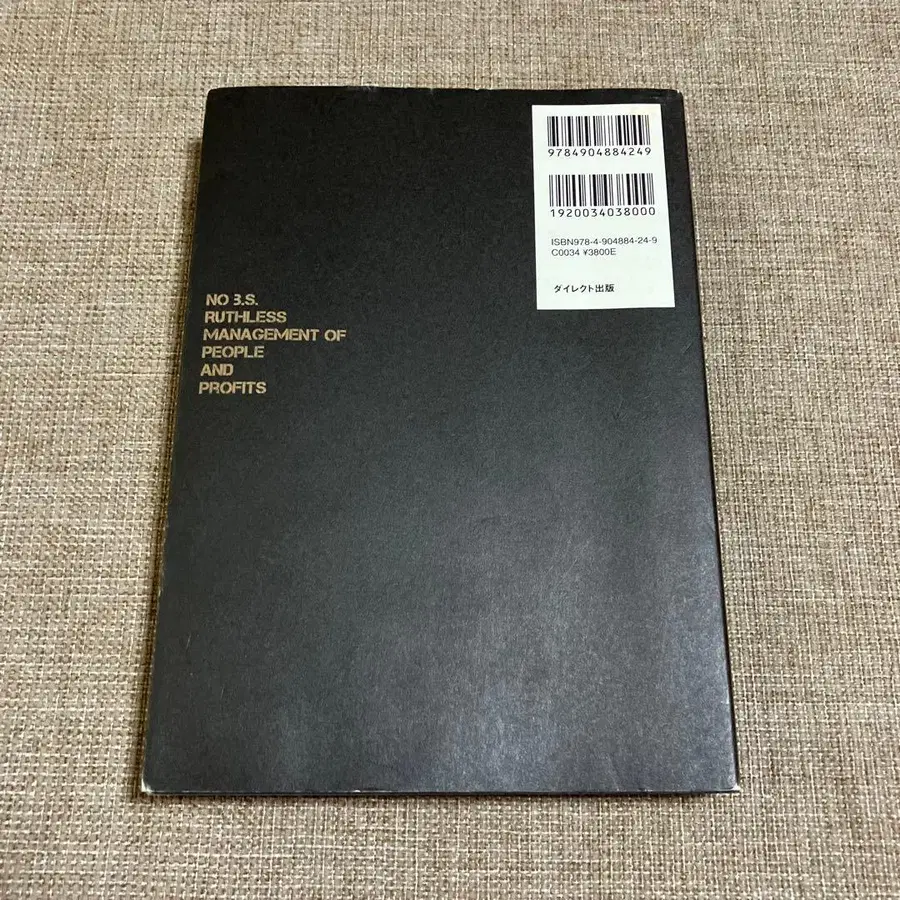 9784904884249
1920034038000
ISBN978-4-904884-24-9
C0034 ¥3800E
ダイレクト出版
NO B.S.
RUTHLESS
MANAGEMENT OF
PEOPLE
AND
PROFITS